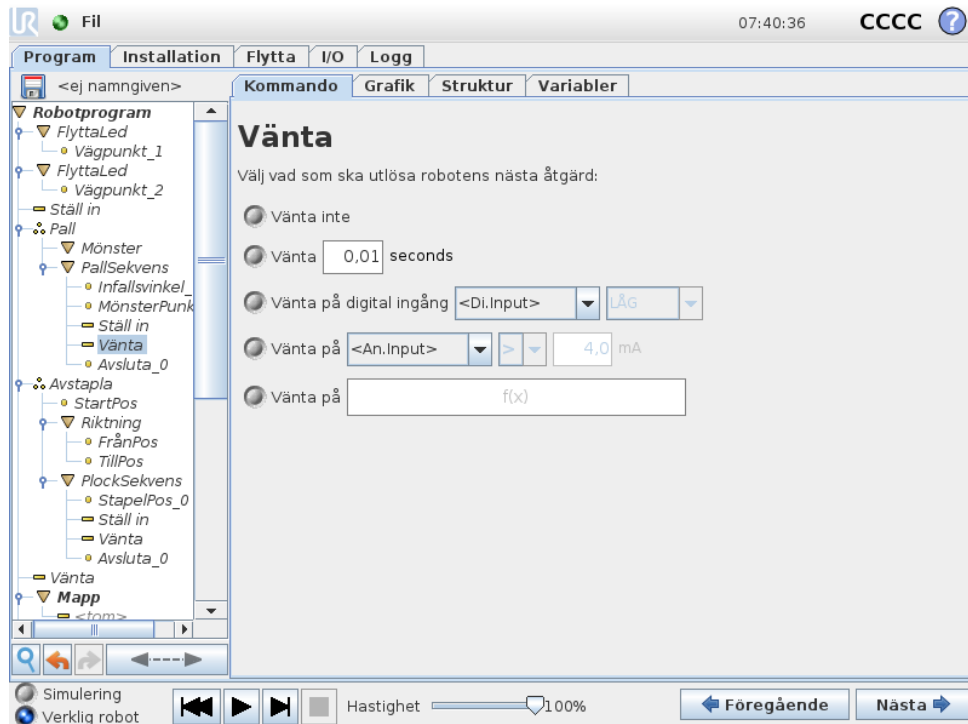 UR Fil 07:40:36 CCCC ?
Program Installation Flytta I/O Logg
<ej namngiven>
Kommando Grafik Struktur Variabler
Robotprogram
FlyttaLed
Vägpunkt_1
FlyttaLed
Vägpunkt_2
Ställ in
Pall
Mönster
PallSekvens
Infallsvinkel_
MönsterPunk
Ställ in
Vänta
Avsluta_0
Avstapla
StartPos
Riktning
FrånPos
TillPos
PlockSekvens
StapelPos_0
Ställ in
Vänta
Avsluta_0
Vänta
Mapp
<tom>
Vänta
Välj vad som ska utlösa robotens nästa åtgärd:
Vänta inte
Vänta 0,01 seconds
Vänta på digital ingång <Di.Input> LÅG
Vänta på <An.Input> > 4,0 mA
Vänta på f(x)
Simulering
Verklig robot
Hastighet 100%
Föregående Nästa